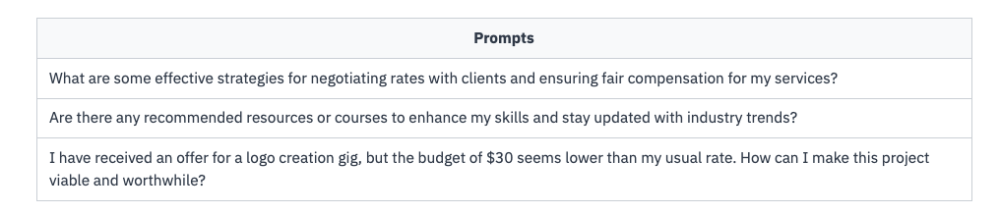 Prompts
What are some effective strategies for negotiating rates with clients and ensuring fair compensation for my services?
Are there any recommended resources or courses to enhance my skills and stay updated with industry trends?
I have received an offer for a logo creation gig, but the budget of $30 seems lower than my usual rate. How can I make this project
viable and worthwhile?